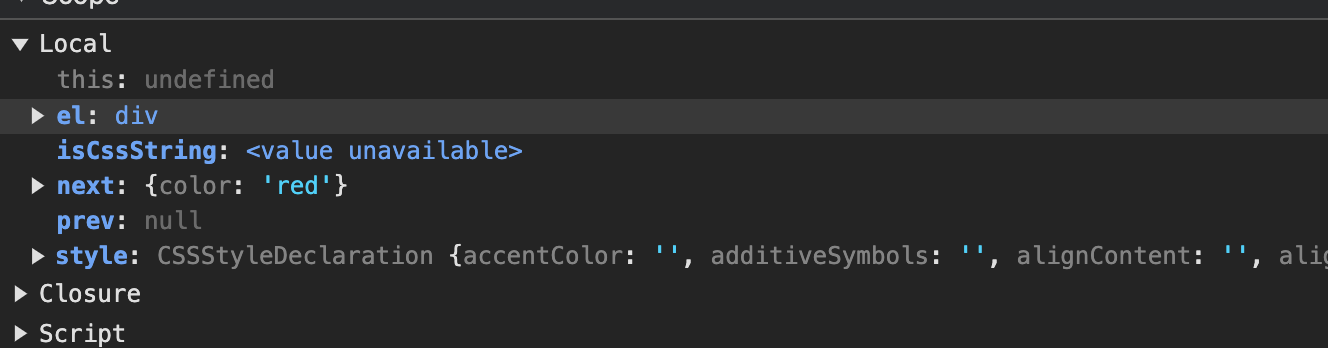 Scope
Local
this: undefined
el: div
isCssString: <value unavailable>
next: {color: 'red'}
prev: null
style: CSSStyleDeclaration {accentColor: '', additiveSymbols: '', alignContent: '', alig
Closure
Script